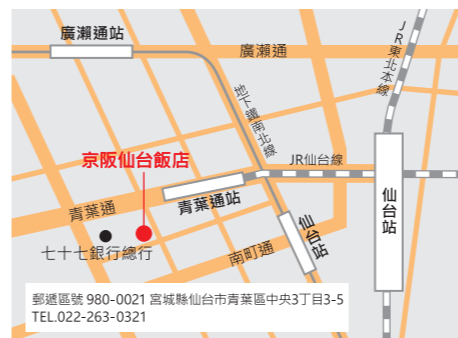 廣瀨通站
廣瀨通
JR東北本線
地下鐵南北線
京阪仙台飯店
JR仙台線
青葉通站
青葉通
仙台站
仙台站
七十七銀行總行
南町通
郵遞區號 980-0021 宮城縣仙台市青葉區中央3丁目3-5
TEL.022-263-0321